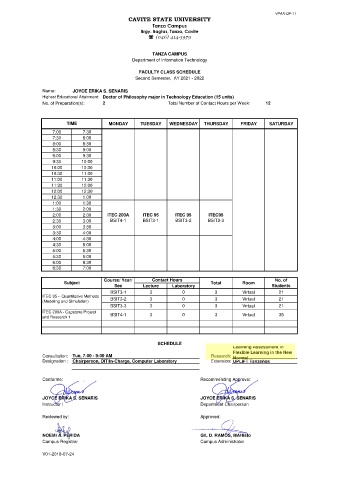 VPAA-QF-11
CAVITE STATE UNIVERSITY
Tanza Campus
Brgy. Bagtas, Tanza, Cavite
☎ (046) 414-3979
TANZA CAMPUS
Department of Information Technology
FACULTY CLASS SCHEDULE
Second Semester, AY 2021 - 2022
Name: JOYCE ERIKA S. SENARIS
Highest Educational Attainment: Doctor of Philosophy major in Technology Education (15 units)
No. of Preparation(s): 2 Total Number of Contact Hours per Week: 12
TIME MONDAY TUESDAY WEDNESDAY THURSDAY FRIDAY SATURDAY
7:00 7:30
7:30 8:00
8:00 8:30
8:30 9:00
9:00 9:30
9:30 10:00
10:00 10:30
10:30 11:00
11:00 11:30
11:30 12:00
12:00 12:30
12:30 1:00
1:00 1:30
1:30 2:00
2:00 2:30 ITEC 200A ITEC 95 ITEC 95 ITEC95
2:30 3:00 BSIT4-1 BSIT3-1 BSIT3-2 BSIT3-3
3:00 3:30
3:30 4:00
4:00 4:30
4:30 5:00
5:00 5:30
5:30 6:00
6:00 6:30
6:30 7:00
Subject Course/ Year/ Sec Contact Hours Total Room No. of Students
Lecture Laboratory
ITEC 95 – Quantitative Methods (Modeling and Simulation) BSIT3-1 3 0 3 Virtual 21
BSIT3-2 3 0 3 Virtual 21
BSIT3-3 3 0 3 Virtual 21
ITEC 200A - Capstone Project and Research 1 BSIT4-1 3 0 3 Virtual 35
SCHEDULE
Learning Assessment in
Flexible Learning in the New
Consultation: Tue, 7:00 - 9:00 AM Research: Normal
Designation: Chairperson, DIT/In-Charge, Computer Laboratory Extension: UPLIFT Tanzenos
Conforme: Recommending Approval:
JOYCE ERIKA S. SENARIS JOYCE ERIKA S. SENARIS
Instructor I Department Chairperson
Reviewed by: Approved:
NOEMI A. PERIDA GIL D. RAMOS, MAFiliato
Campus Registrar Campus Administrator
V01-2018-07-24